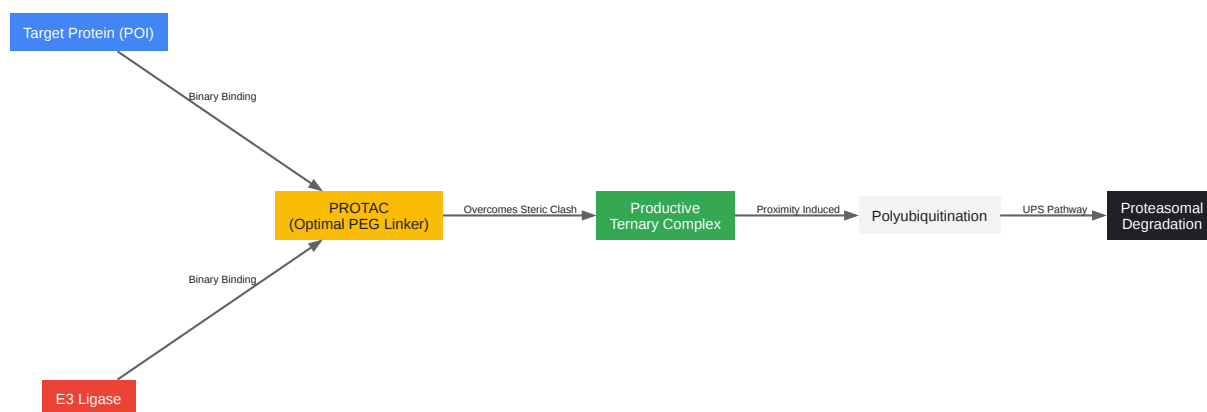 Target Protein (POI)
Binary Binding
PROTAC
(Optimal PEG Linker)
Overcomes Steric Clash
Productive
Ternary Complex
Proximity Induced
Polyubiquitination
UPS Pathway
Proteasomal
Degradation
Binary Binding
E3 Ligase